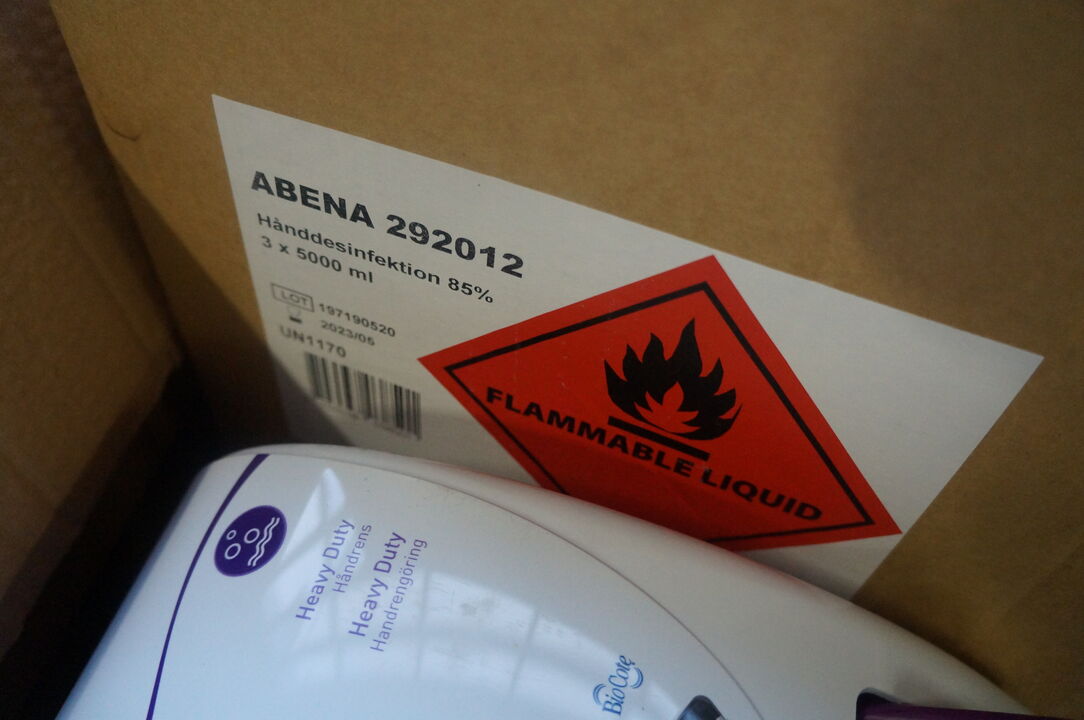 ABENA 292012
Hånddesinfektion 85%
3 x 5000 ml
LOT 197190520
2023/05
UN1170
FLAMMABLE LIQUID
Heavy Duty
Håndrens
Heavy Duty
Handrengöring
BioCote